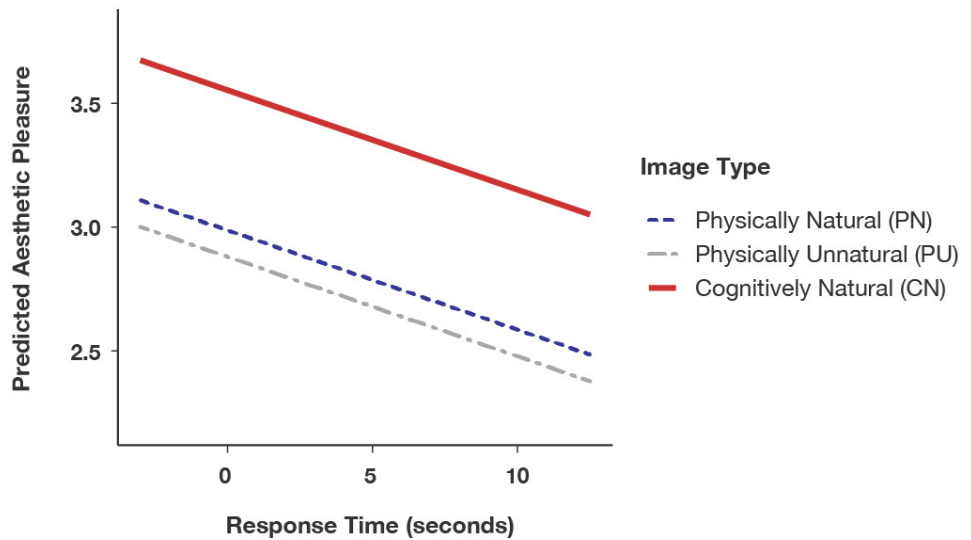 Predicted Aesthetic Pleasure
3.5
3.0
2.5
0
5
10
Response Time (seconds)
Image Type
Physically Natural (PN)
Physically Unnatural (PU)
Cognitively Natural (CN)